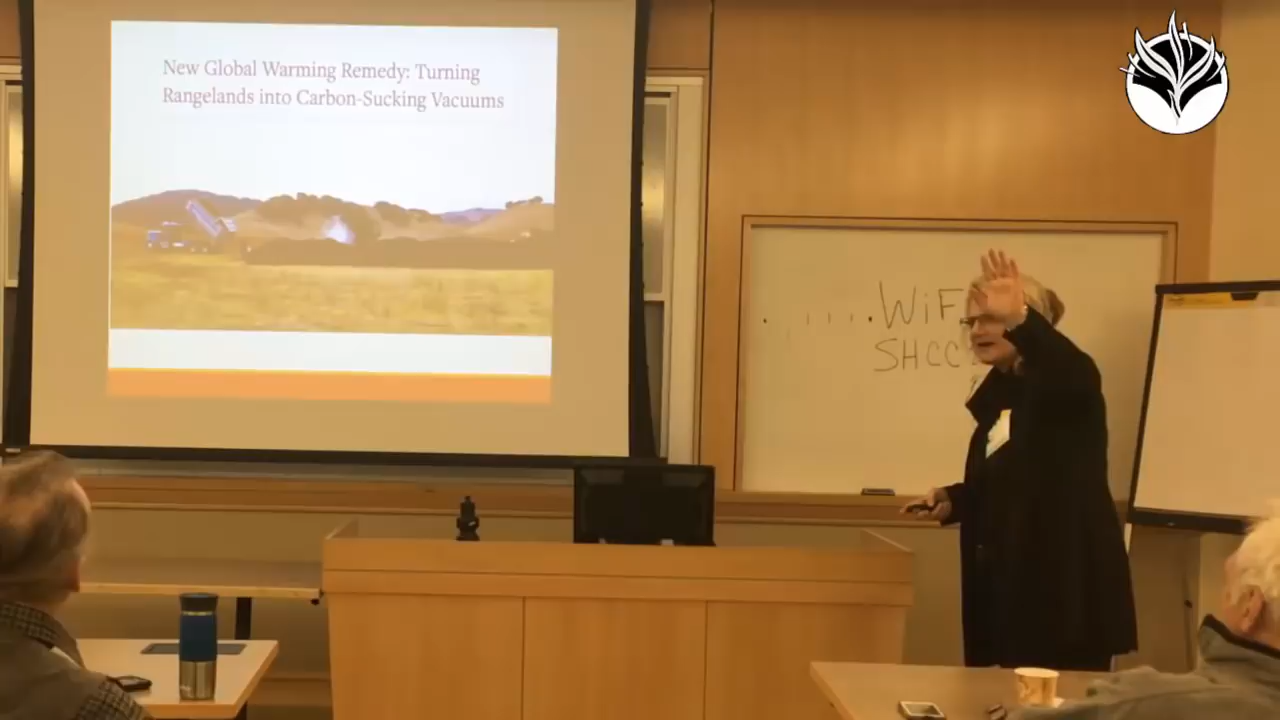 New Global Warming Remedy: Turning
Rangelands into Carbon-Sucking Vacuums
WiF
SHCC